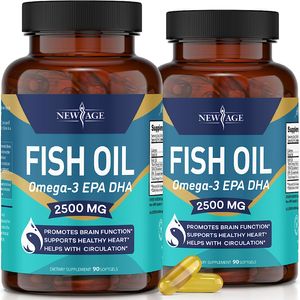 NEW AGE
FISH OIL
Omega-3 EPA DHA
2500 MG
PROMOTES BRAIN FUNCTION*
SUPPORTS HEALTHY HEART*
HELPS WITH CIRCULATION*
DIETARY SUPPLEMENT 90 SOFTGELS
NEW AGE
FISH OIL
Omega-3 EPA DHA
2500 MG
PROMOTES BRAIN FUNCTION*
SUPPORTS HEALTHY HEART*
HELPS WITH CIRCULATION*
DIETARY SUPPLEMENT 90 SOFTGELS